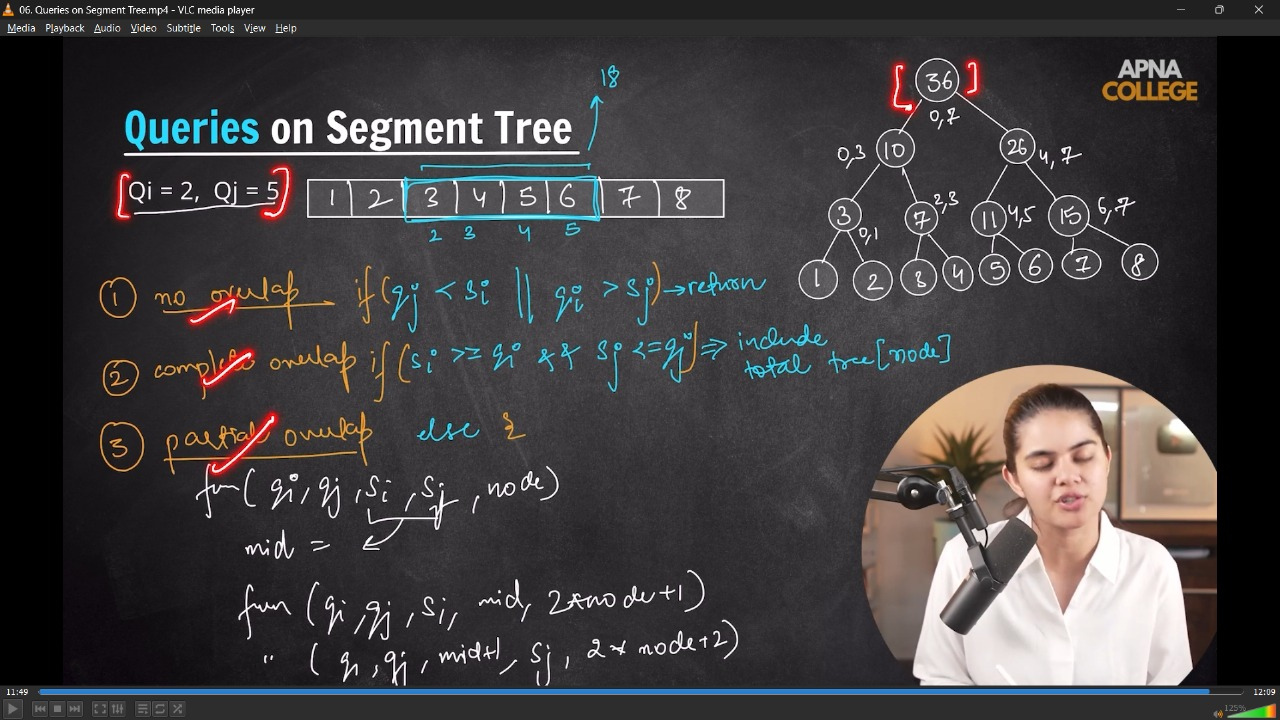 06. Queries on Segment Tree.mp4 - VLC media player
Media Playback Audio Video Subtitle Tools View Help
APNA
COLLEGE
18
Queries on Segment Tree
[Qi = 2, Qj = 5]
1 2 3 4 5 6 7 8
2 3 4 5
[36]
0,7
0,3 10 26 4,7
3 0,1 7 2,3 11 4,5 15 6,7
1 2 3 4 5 6 7 8
① no overlap if(qj < si || qi > sj) → return
② complete overlap if(si >= qi && sj <= qj) ⇒ include
total tree[node]
③ partial overlap else {
fun(qi, qj, si, sj, node)
mid =
fun (qi, qj, si, mid, 2*node+1)
" (qi, qj, mid+1, sj, 2* node+2)
11:49 12:09
125%